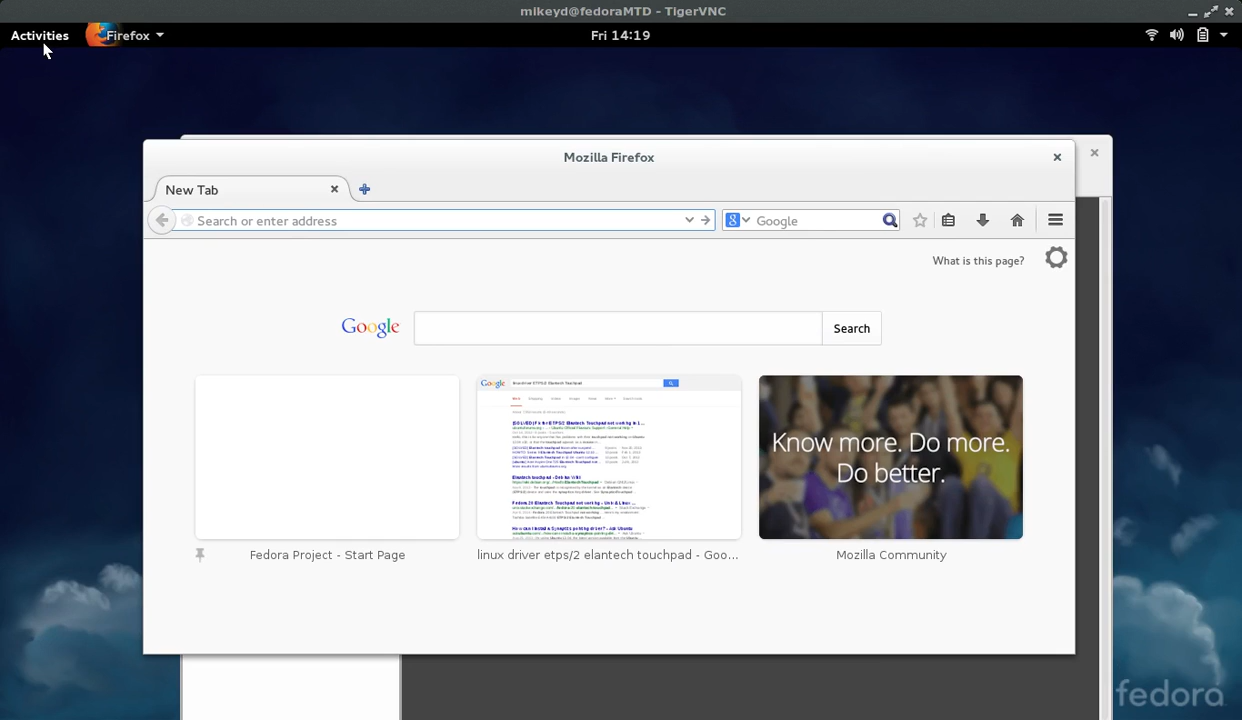 mikeyd@fedoraMTD - TigerVNC
Activities Firefox Fri 14:19
Mozilla Firefox
New Tab
Search or enter address
Google
What is this page?
Google Search
Google
Know more. Do more.
Do better.
Fedora Project - Start Page
linux driver etps/2 elantech touchpad - Goo...
Mozilla Community
fedora